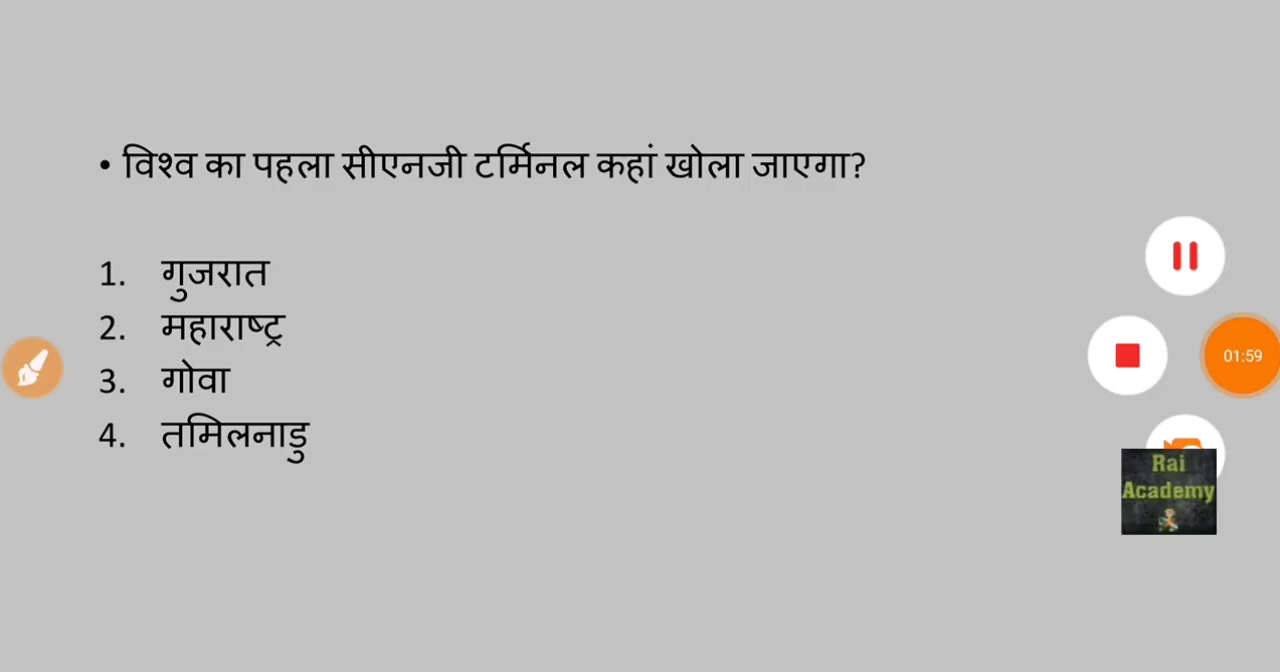 • विश्व का पहला सीएनजी टर्मिनल कहां खोला जाएगा?
1. गुजरात
2. महाराष्ट्र
3. गोवा
4. तमिलनाडु
01:59
Rai
Academy